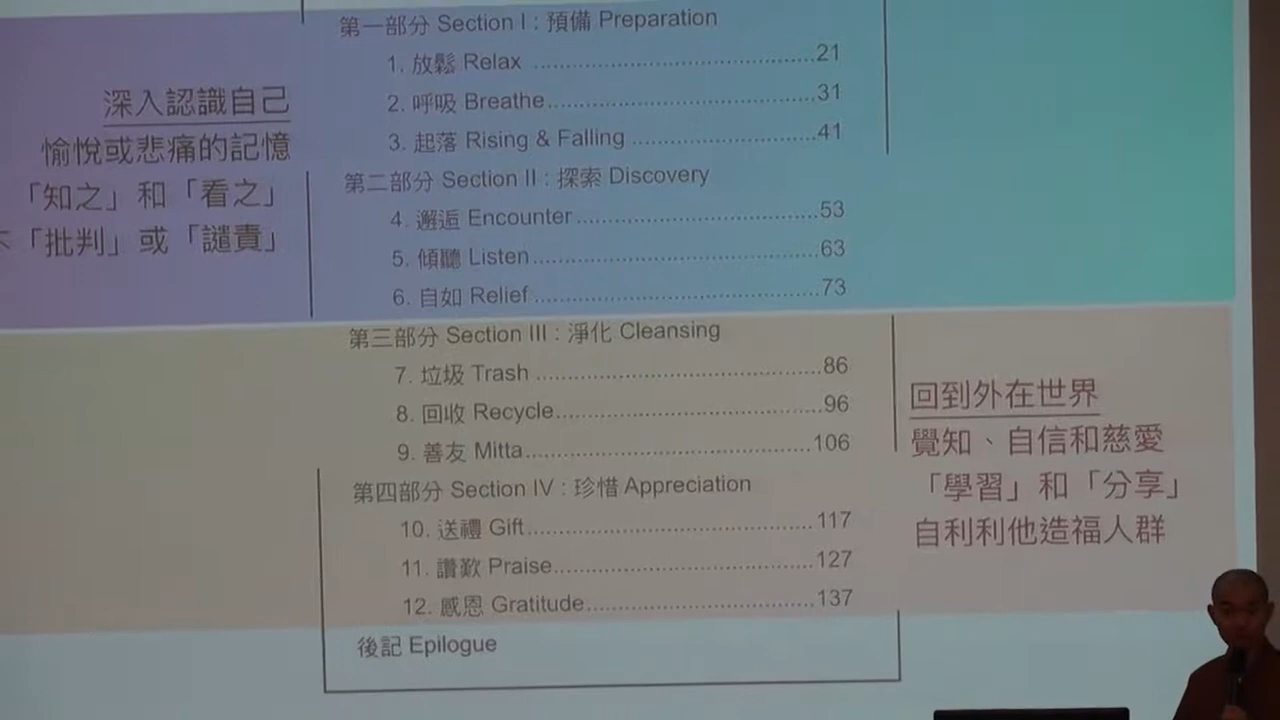 第一部分 Section I : 預備 Preparation
1. 放鬆 Relax ............................................21
2. 呼吸 Breathe..........................................31
3. 起落 Rising & Falling .............................41
第二部分 Section II : 探索 Discovery
4. 邂逅 Encounter......................................53
5. 傾聽 Listen.............................................63
6. 自如 Relief.............................................73
深入認識自己
愉悅或悲痛的記憶
「知之」和「看之」
不「批判」或「譴責」
第三部分 Section III : 淨化 Cleansing
7. 垃圾 Trash .............................................86
8. 回收 Recycle..........................................96
9. 善友 Mitta.............................................106
第四部分 Section IV : 珍惜 Appreciation
10. 送禮 Gift.............................................117
11. 讚歎 Praise.........................................127
12. 感恩 Gratitude....................................137
後記 Epilogue
回到外在世界
覺知、自信和慈愛
「學習」和「分享」
自利利他造福人群